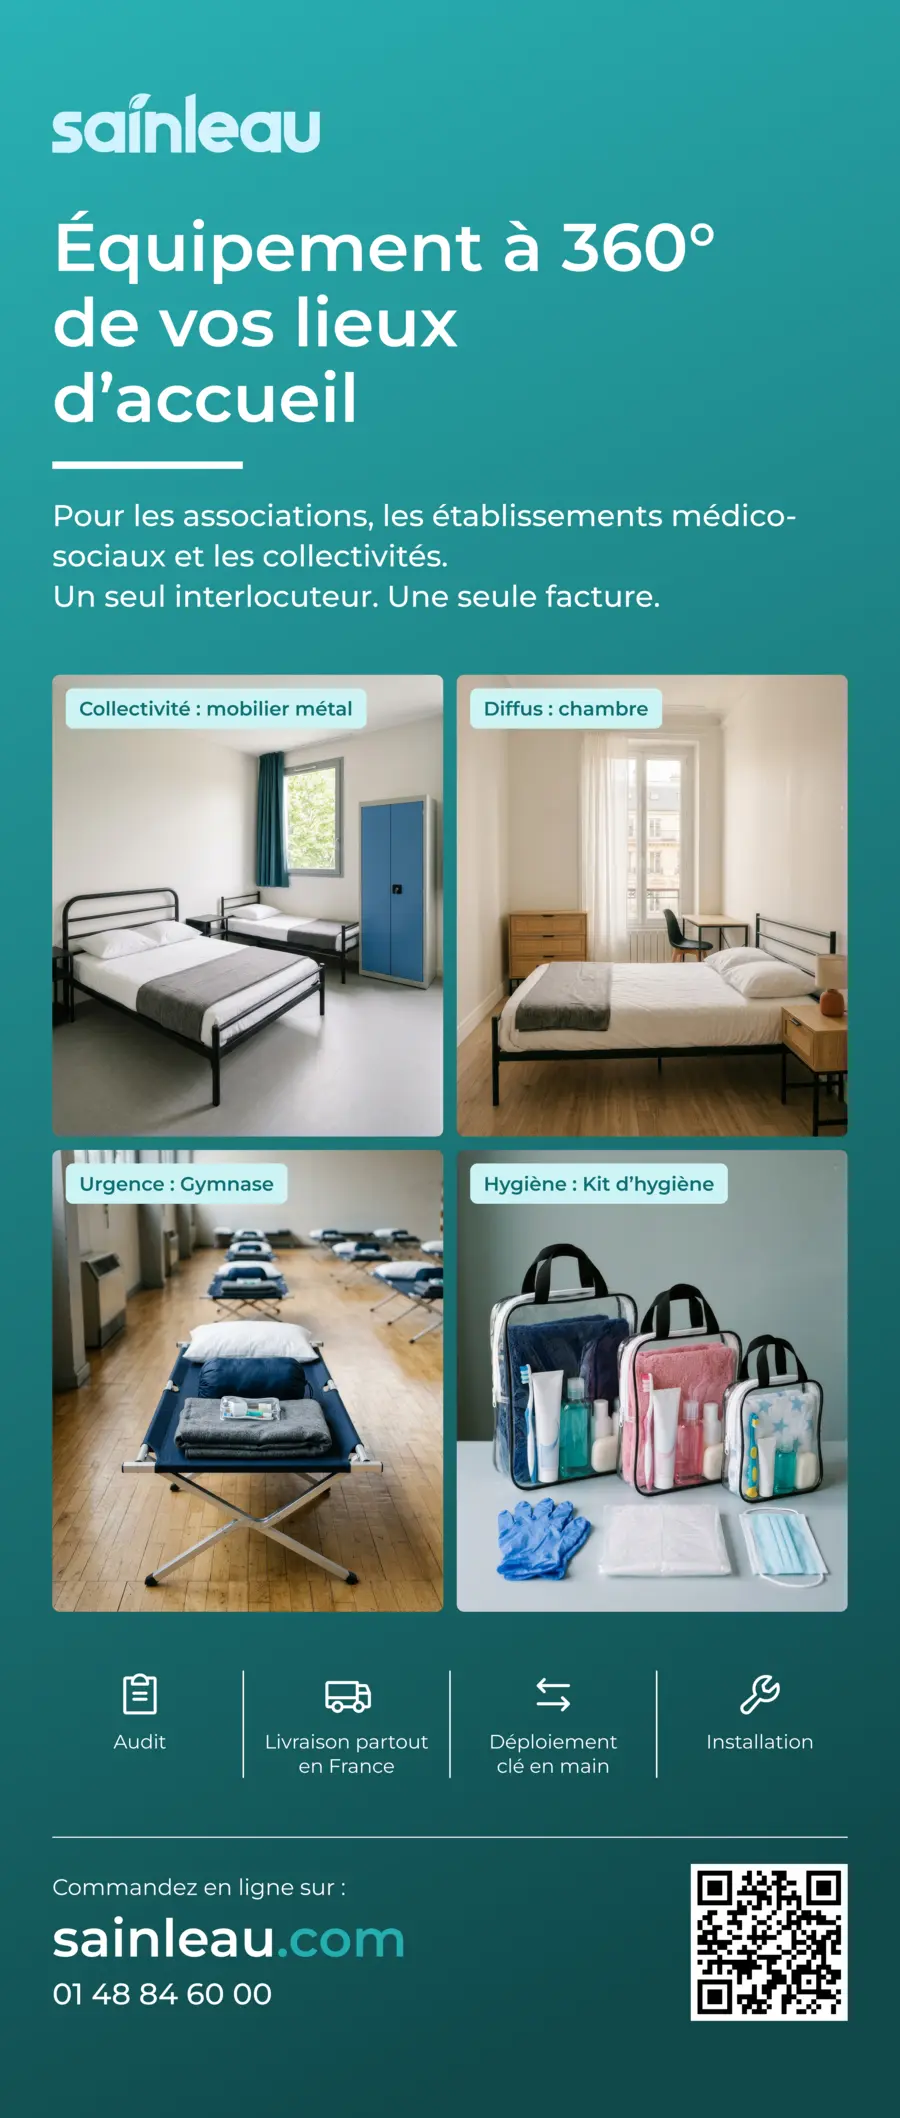 sainleau
Équipement à 360°
de vos lieux
d’accueil
Pour les associations, les établissements médico-
sociaux et les collectivités.
Un seul interlocuteur. Une seule facture.
Collectivité : mobilier métal
Diffus : chambre
Urgence : Gymnase
Hygiène : Kit d’hygiène
Audit
Livraison partout
en France
Déploiement
clé en main
Installation
Commandez en ligne sur :
sainleau.com
01 48 84 60 00